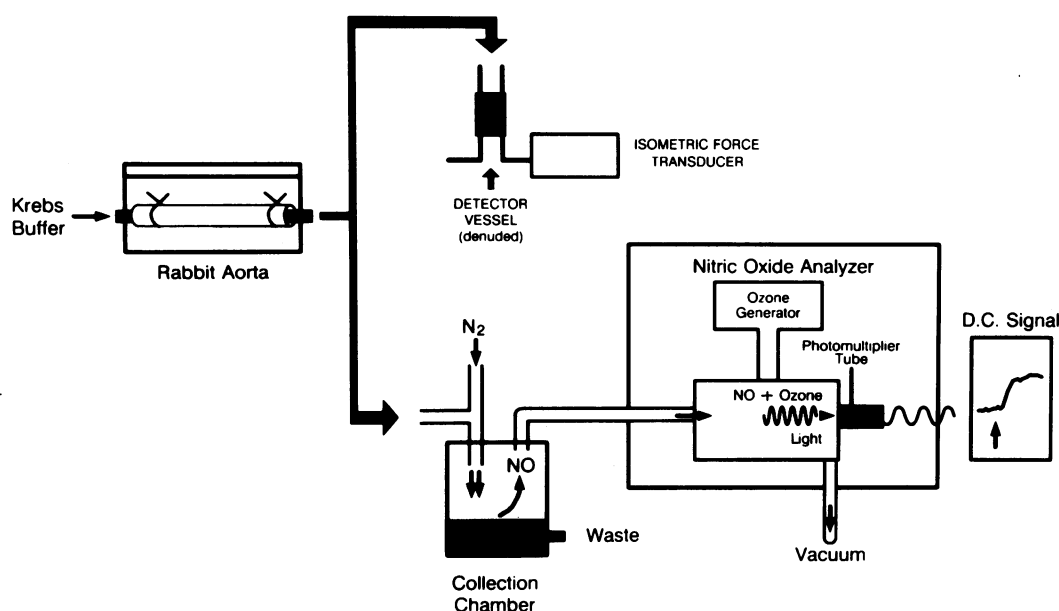 Krebs
Buffer
Rabbit Aorta
ISOMETRIC FORCE
TRANSDUCER
DETECTOR
VESSEL
(denuded)
Nitric Oxide Analyzer
Ozone
Generator
D.C. Signal
Photomultiplier
Tube
N2
NO + Ozone
Light
NO
Waste
Vacuum
Collection
Chamber